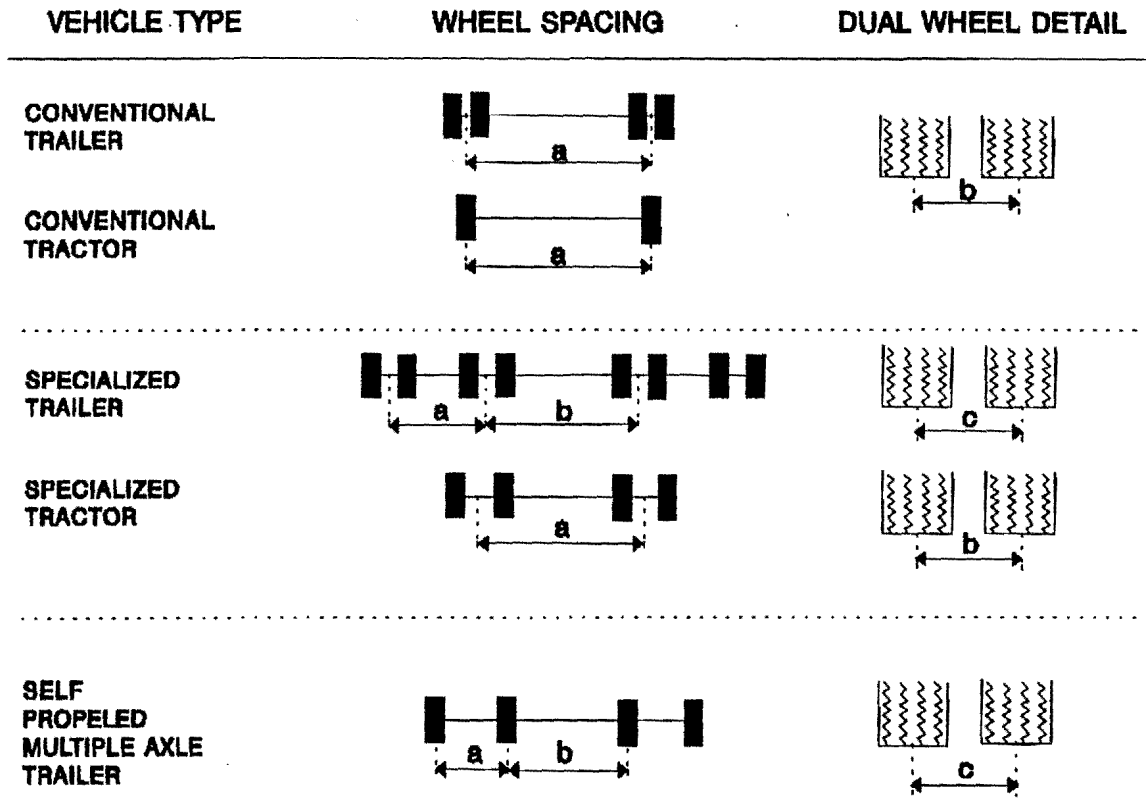 VEHICLE TYPE WHEEL SPACING DUAL WHEEL DETAIL
CONVENTIONAL
TRAILER
a
b
CONVENTIONAL
TRACTOR
a
SPECIALIZED
TRAILER
a b
c
SPECIALIZED
TRACTOR
a
b
SELF
PROPELED
MULTIPLE AXLE
TRAILER
a b
c